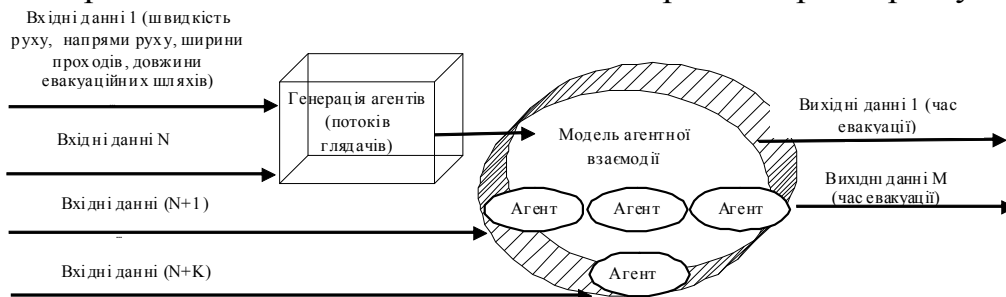 Вхідні данні 1 (швидкість
руху, напрями руху, ширини
проходів, довжини
евакуаційних шляхів)
Генерація агентів
(потоків
глядачів)
Вхідні данні N
Вхідні данні (N+1)
Вхідні данні (N+K)
Модель агентної
взаємодії
Агент
Агент
Агент
Агент
Вихідні данні 1 (час
евакуації)
Вихідні данні М
(час евакуації)